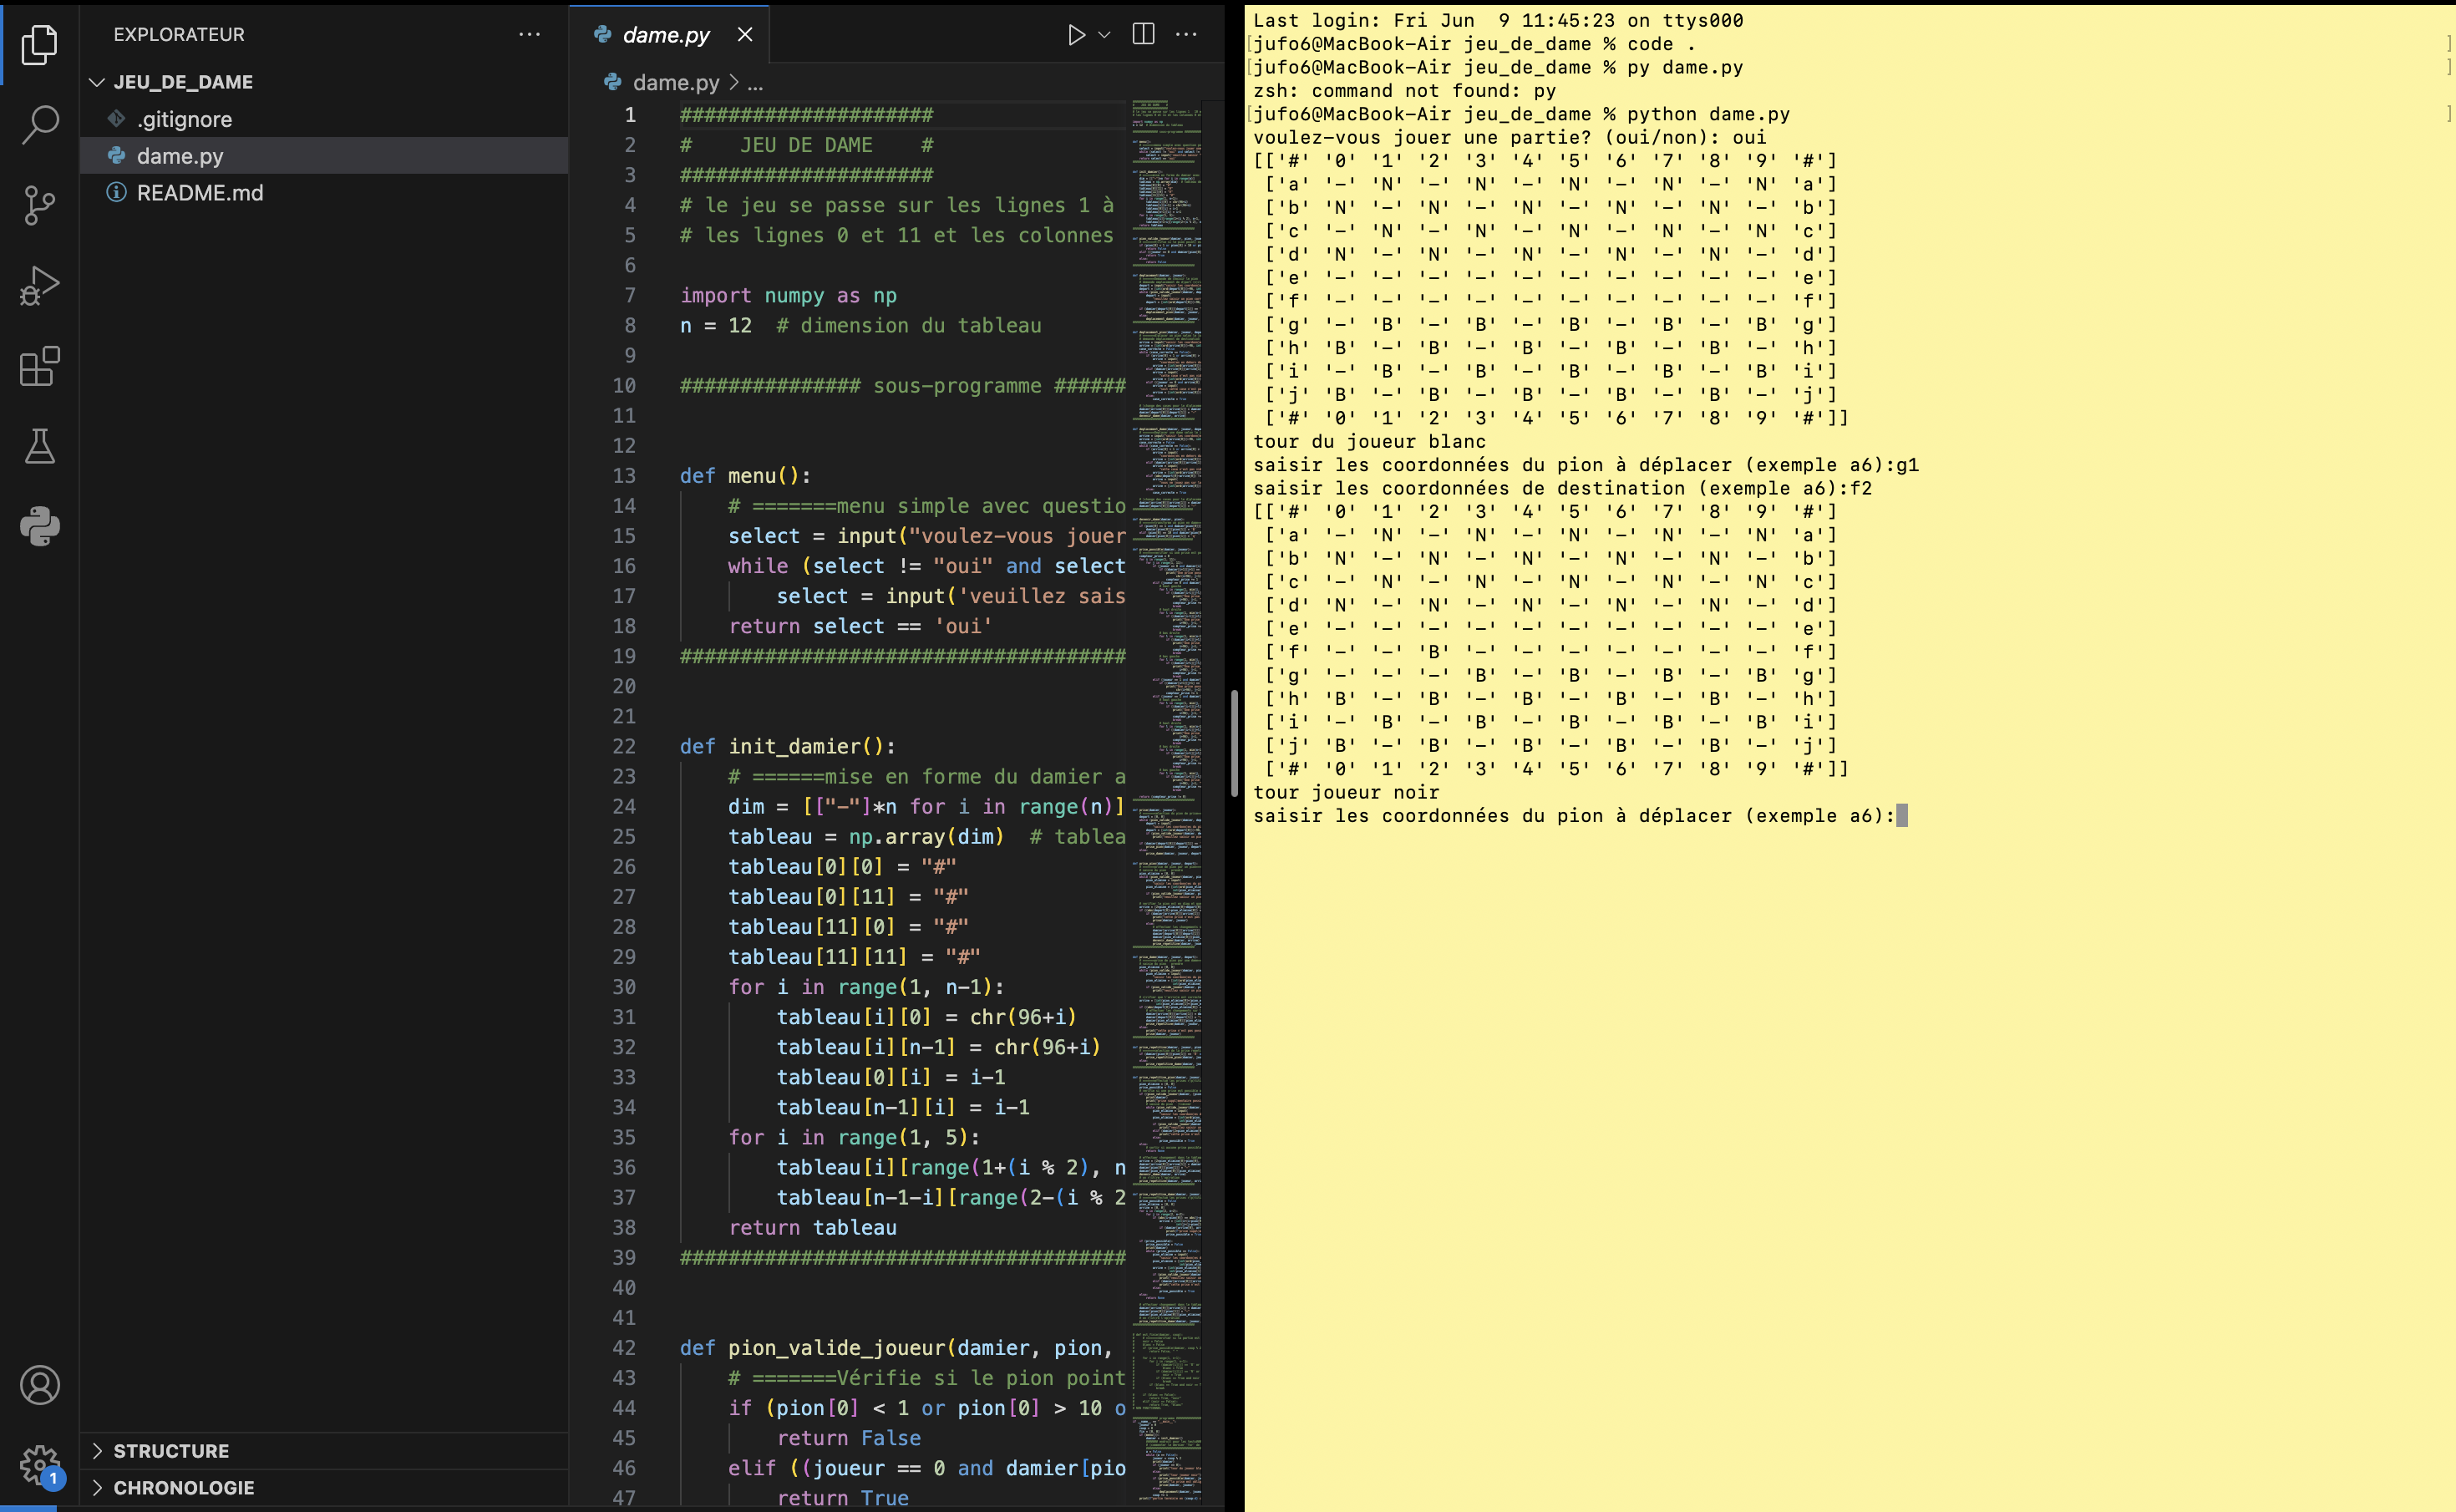 EXPLORATEUR
JEU_DE_DAME
.gitignore
dame.py
README.md
STRUCTURE
CHRONOLOGIE
1
dame.py
dame.py > ...
1 #####################
2 #    JEU DE DAME    #
3 #####################
4 # le jeu se passe sur les lignes 1 à
5 # les lignes 0 et 11 et les colonnes
6
7 import numpy as np
8 n = 12  # dimension du tableau
9
10 ############### sous-programme ######
11
12
13 def menu():
14     # =======menu simple avec questio
15     select = input("voulez-vous jouer
16     while (select != "oui" and select
17         select = input('veuillez sais
18     return select == 'oui'
19 #####################################
20
21
22 def init_damier():
23     # ======mise en forme du damier a
24     dim = [["-"]*n for i in range(n)]
25     tableau = np.array(dim)  # tablea
26     tableau[0][0] = "#"
27     tableau[0][11] = "#"
28     tableau[11][0] = "#"
29     tableau[11][11] = "#"
30     for i in range(1, n-1):
31         tableau[i][0] = chr(96+i)
32         tableau[i][n-1] = chr(96+i)
33         tableau[0][i] = i-1
34         tableau[n-1][i] = i-1
35     for i in range(1, 5):
36         tableau[i][range(1+(i % 2), n
37         tableau[n-1-i][range(2-(i % 2
38     return tableau
39 #####################################
40
41
42 def pion_valide_joueur(damier, pion,
43     # =======Vérifie si le pion point
44     if (pion[0] < 1 or pion[0] > 10 o
45         return False
46     elif ((joueur == 0 and damier[pio
47         return True
Last login: Fri Jun  9 11:45:23 on ttys000
[jufo6@MacBook-Air jeu_de_dame % code . ]
[jufo6@MacBook-Air jeu_de_dame % py dame.py ]
zsh: command not found: py
[jufo6@MacBook-Air jeu_de_dame % python dame.py ]
voulez-vous jouer une partie? (oui/non): oui
[['#' '0' '1' '2' '3' '4' '5' '6' '7' '8' '9' '#']
 ['a' '-' 'N' '-' 'N' '-' 'N' '-' 'N' '-' 'N' 'a']
 ['b' 'N' '-' 'N' '-' 'N' '-' 'N' '-' 'N' '-' 'b']
 ['c' '-' 'N' '-' 'N' '-' 'N' '-' 'N' '-' 'N' 'c']
 ['d' 'N' '-' 'N' '-' 'N' '-' 'N' '-' 'N' '-' 'd']
 ['e' '-' '-' '-' '-' '-' '-' '-' '-' '-' '-' 'e']
 ['f' '-' '-' '-' '-' '-' '-' '-' '-' '-' '-' 'f']
 ['g' '-' 'B' '-' 'B' '-' 'B' '-' 'B' '-' 'B' 'g']
 ['h' 'B' '-' 'B' '-' 'B' '-' 'B' '-' 'B' '-' 'h']
 ['i' '-' 'B' '-' 'B' '-' 'B' '-' 'B' '-' 'B' 'i']
 ['j' 'B' '-' 'B' '-' 'B' '-' 'B' '-' 'B' '-' 'j']
 ['#' '0' '1' '2' '3' '4' '5' '6' '7' '8' '9' '#']]
tour du joueur blanc
saisir les coordonnées du pion à déplacer (exemple a6):g1
saisir les coordonnées de destination (exemple a6):f2
[['#' '0' '1' '2' '3' '4' '5' '6' '7' '8' '9' '#']
 ['a' '-' 'N' '-' 'N' '-' 'N' '-' 'N' '-' 'N' 'a']
 ['b' 'N' '-' 'N' '-' 'N' '-' 'N' '-' 'N' '-' 'b']
 ['c' '-' 'N' '-' 'N' '-' 'N' '-' 'N' '-' 'N' 'c']
 ['d' 'N' '-' 'N' '-' 'N' '-' 'N' '-' 'N' '-' 'd']
 ['e' '-' '-' '-' '-' '-' '-' '-' '-' '-' '-' 'e']
 ['f' '-' '-' 'B' '-' '-' '-' '-' '-' '-' '-' 'f']
 ['g' '-' '-' '-' 'B' '-' 'B' '-' 'B' '-' 'B' 'g']
 ['h' 'B' '-' 'B' '-' 'B' '-' 'B' '-' 'B' '-' 'h']
 ['i' '-' 'B' '-' 'B' '-' 'B' '-' 'B' '-' 'B' 'i']
 ['j' 'B' '-' 'B' '-' 'B' '-' 'B' '-' 'B' '-' 'j']
 ['#' '0' '1' '2' '3' '4' '5' '6' '7' '8' '9' '#']]
tour joueur noir
saisir les coordonnées du pion à déplacer (exemple a6):